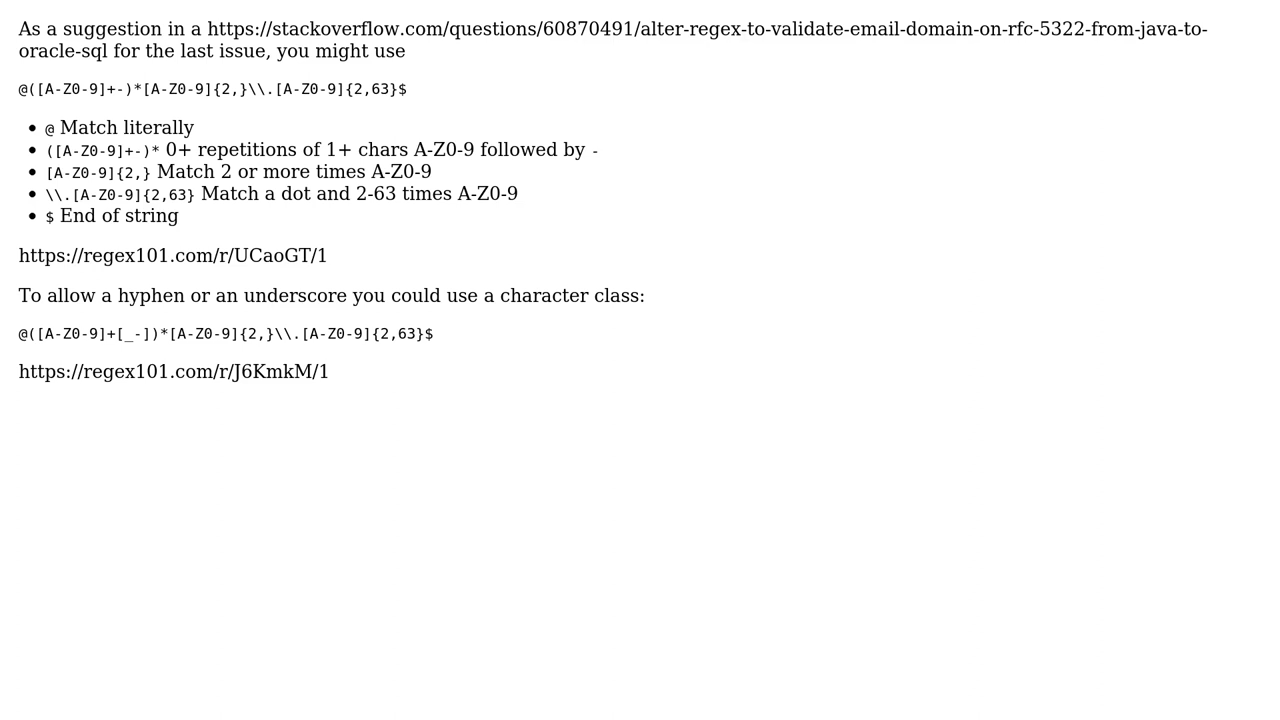 As a suggestion in a https://stackoverflow.com/questions/60870491/alter-regex-to-validate-email-domain-on-rfc-5322-from-java-to-
oracle-sql for the last issue, you might use
@([A-Z0-9]+-)*[A-Z0-9]{2,}\\.[A-Z0-9]{2,63}$
• @ Match literally
• ([A-Z0-9]+-)* 0+ repetitions of 1+ chars A-Z0-9 followed by -
• [A-Z0-9]{2,} Match 2 or more times A-Z0-9
• \\.[A-Z0-9]{2,63} Match a dot and 2-63 times A-Z0-9
• $ End of string
https://regex101.com/r/UCaoGT/1
To allow a hyphen or an underscore you could use a character class:
@([A-Z0-9]+[_-])*[A-Z0-9]{2,}\\.[A-Z0-9]{2,63}$
https://regex101.com/r/J6KmkM/1